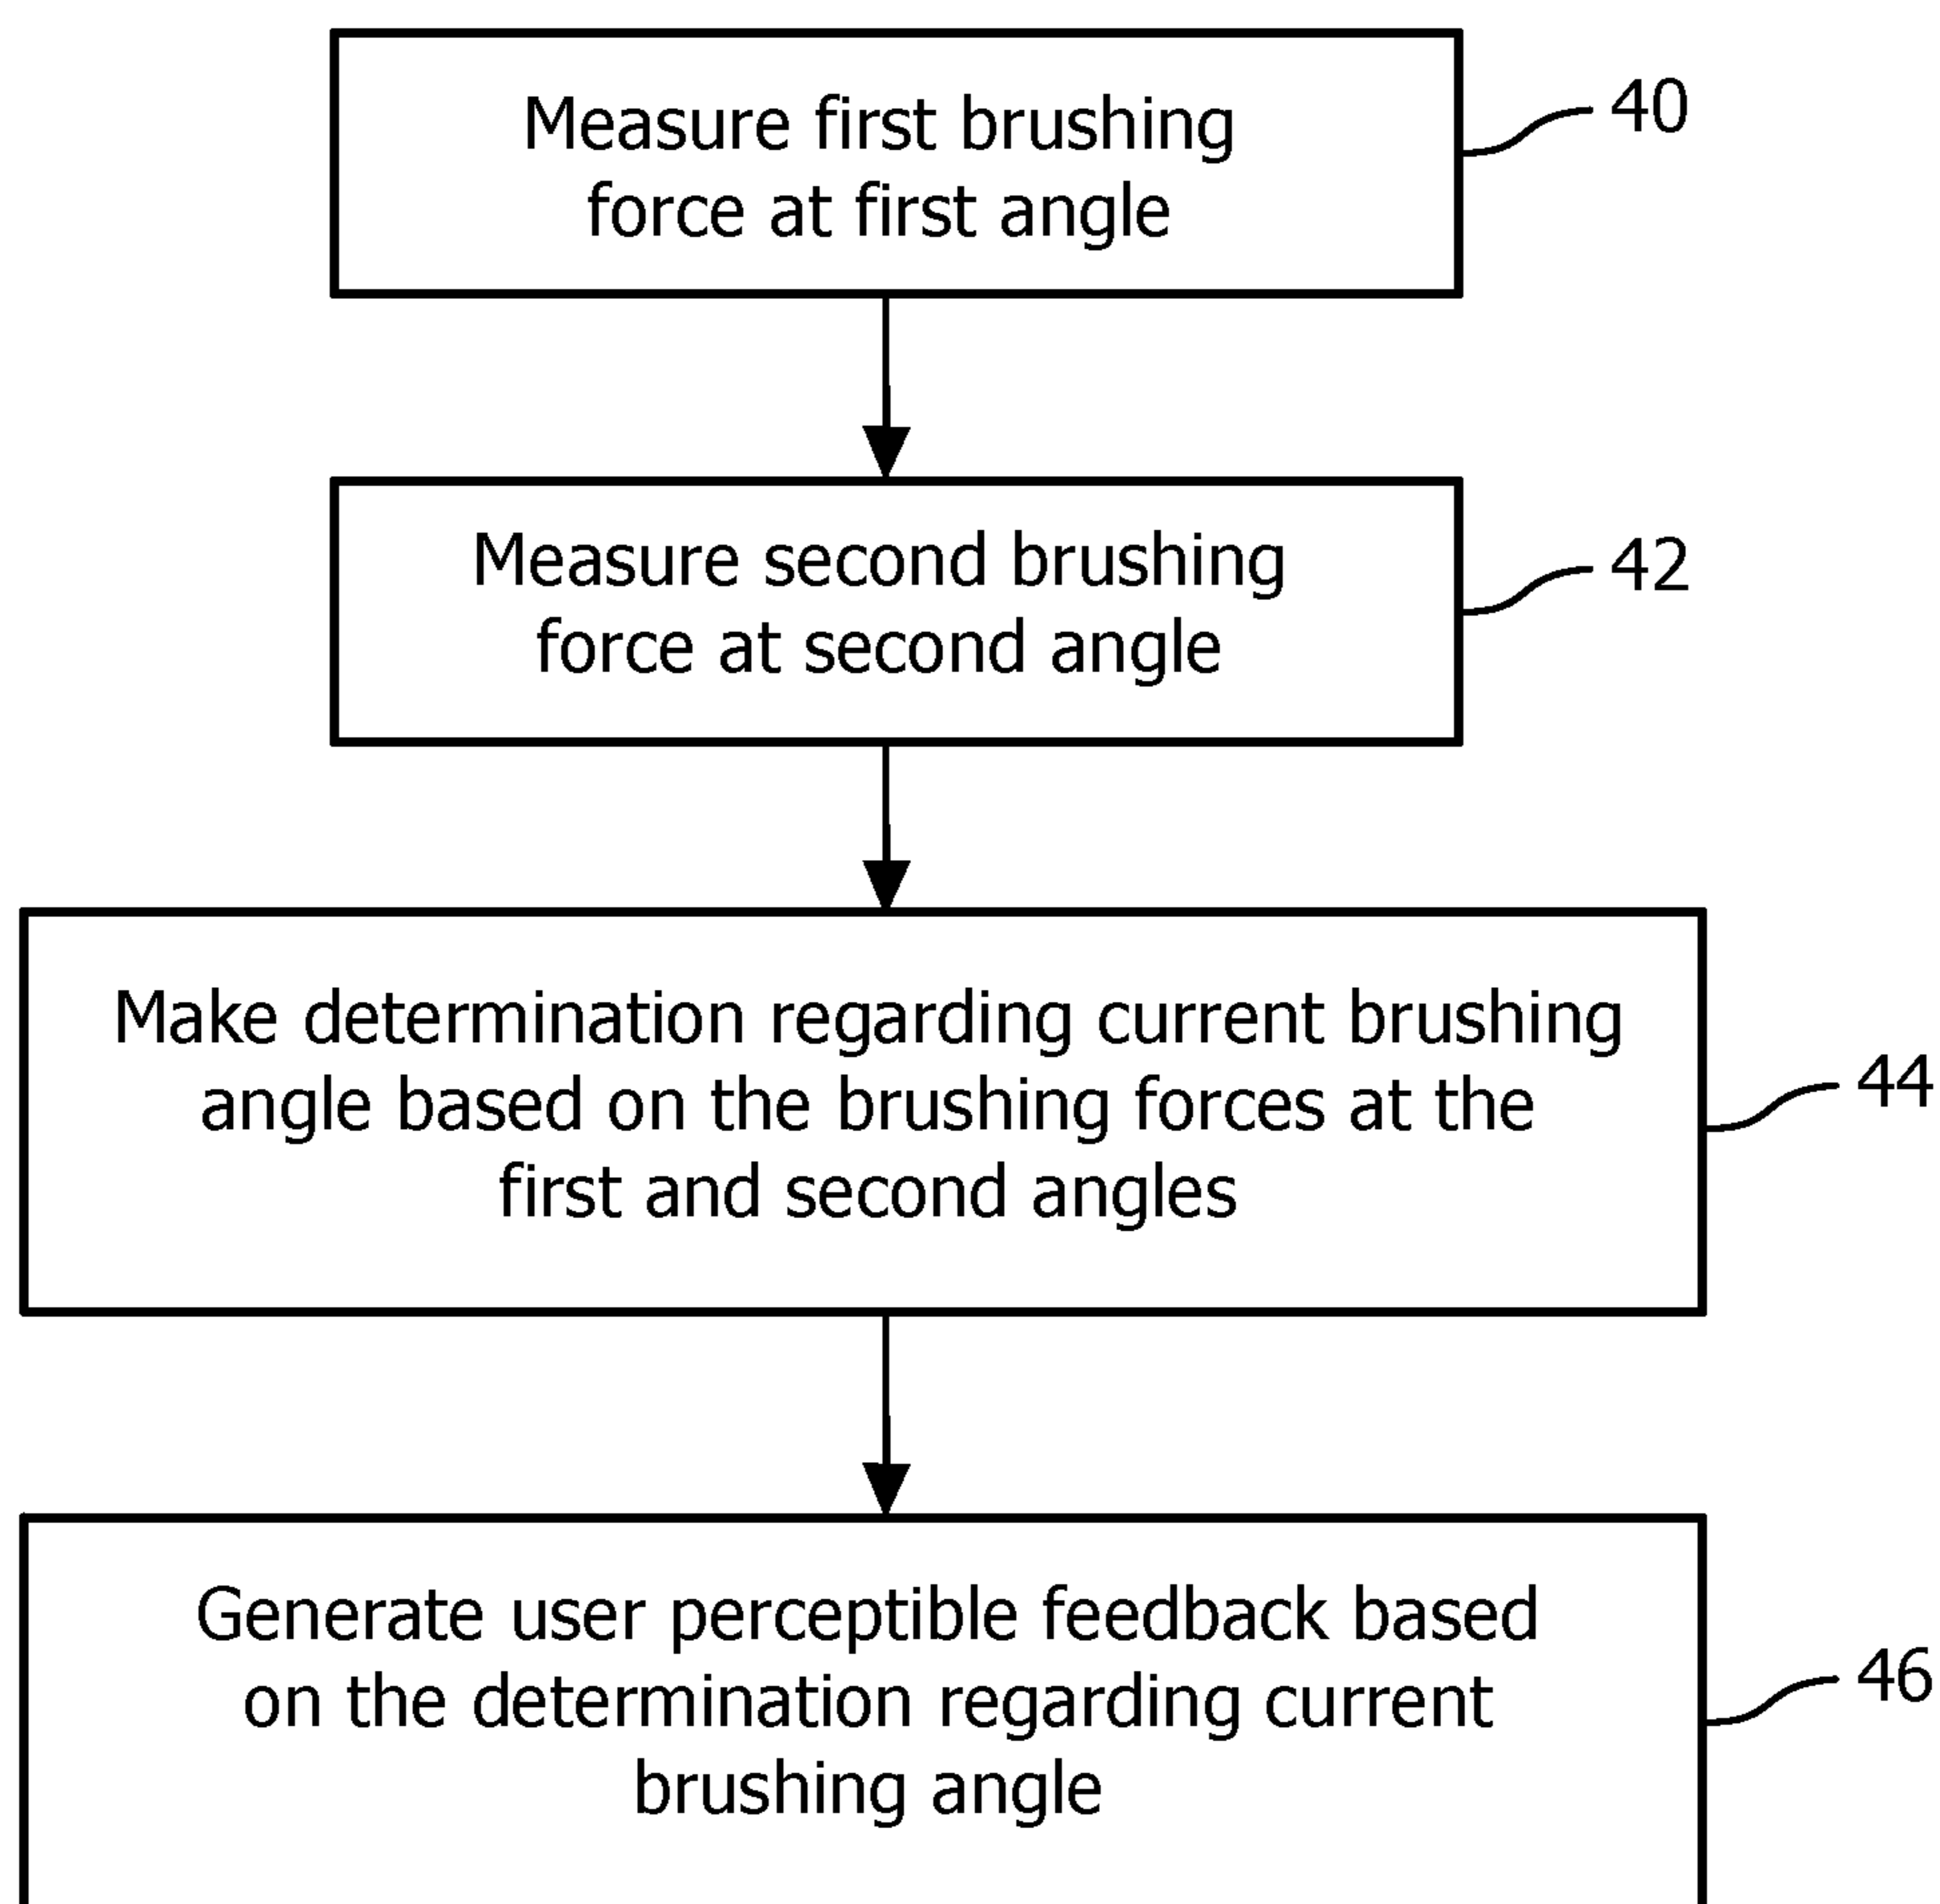 Measure first brushing
force at first angle
40
Measure second brushing
force at second angle
42
Make determination regarding current brushing
angle based on the brushing forces at the
first and second angles
44
Generate user perceptible feedback based
on the determination regarding current
brushing angle
46